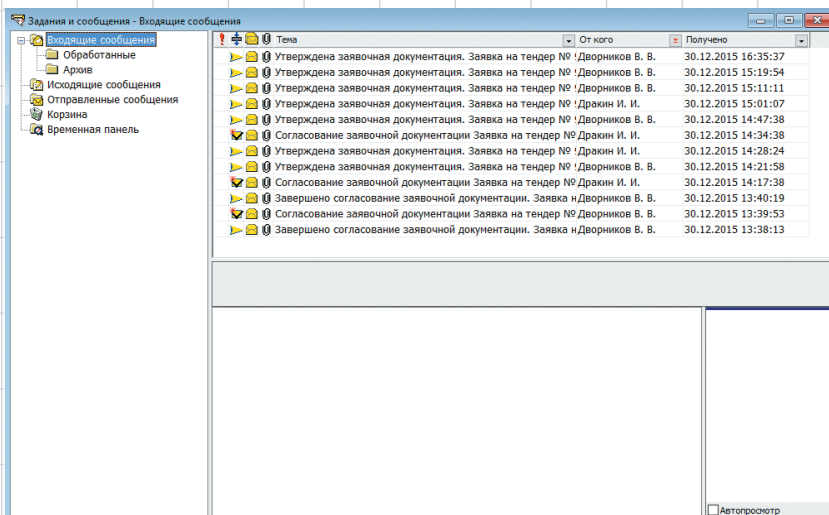 Задания и сообщения - Входящие сообщения
Входящие сообщения
Обработанные
Архив
Исходящие сообщения
Отправленные сообщения
Корзина
Временная панель
Тема От кого Получено
Утверждена заявочная документация. Заявка на тендер № Дворников В. В. 30.12.2015 16:35:37
Утверждена заявочная документация. Заявка на тендер № Дворников В. В. 30.12.2015 15:19:54
Утверждена заявочная документация. Заявка на тендер № Дворников В. В. 30.12.2015 15:11:11
Утверждена заявочная документация. Заявка на тендер № Дракин И. И. 30.12.2015 15:01:07
Утверждена заявочная документация. Заявка на тендер № Дворников В. В. 30.12.2015 14:47:38
Согласование заявочной документации Заявка на тендер № Дракин И. И. 30.12.2015 14:34:38
Утверждена заявочная документация. Заявка на тендер № Дракин И. И. 30.12.2015 14:28:24
Утверждена заявочная документация. Заявка на тендер № Дворников В. В. 30.12.2015 14:21:58
Согласование заявочной документации Заявка на тендер № Дракин И. И. 30.12.2015 14:17:38
Завершено согласование заявочной документации. Заявка н Дворников В. В. 30.12.2015 13:40:19
Согласование заявочной документации Заявка на тендер № Дворников В. В. 30.12.2015 13:39:53
Завершено согласование заявочной документации. Заявка н Дворников В. В. 30.12.2015 13:38:13
Автопросмотр